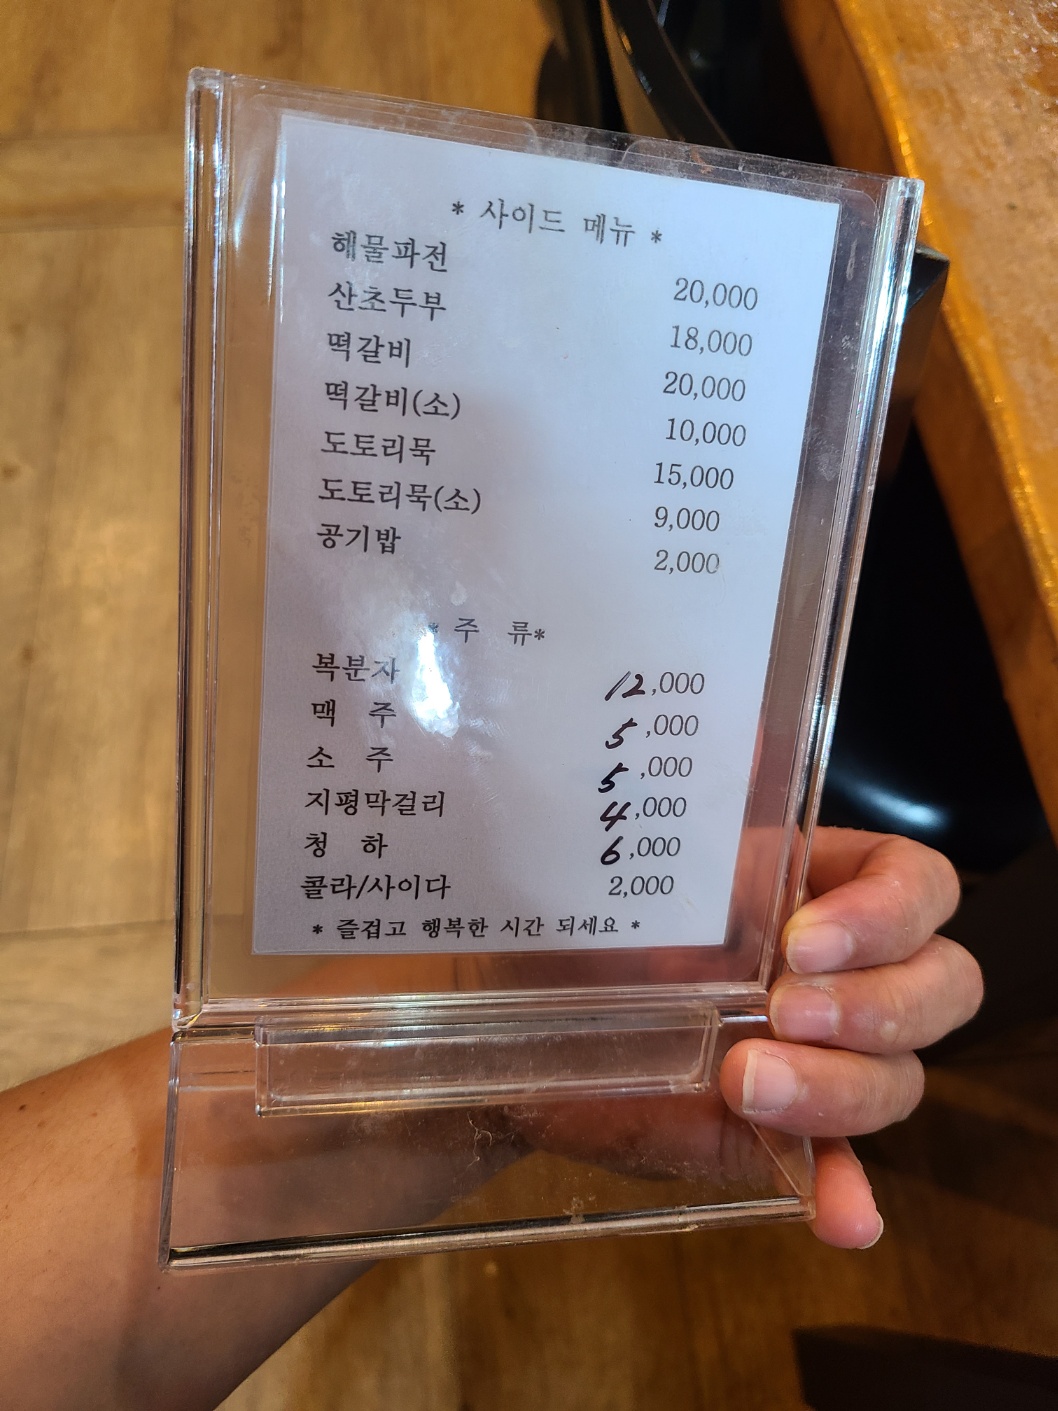 * 사이드 메뉴 *
해물파전 20,000
산초두부 18,000
떡갈비 20,000
떡갈비(소) 10,000
도토리묵 15,000
도토리묵(소) 9,000
공기밥 2,000
* 주 류*
복분자 12,000
맥 주 5,000
소 주 5,000
지평막걸리 4,000
청 하 6,000
콜라/사이다 2,000
* 즐겁고 행복한 시간 되세요 *